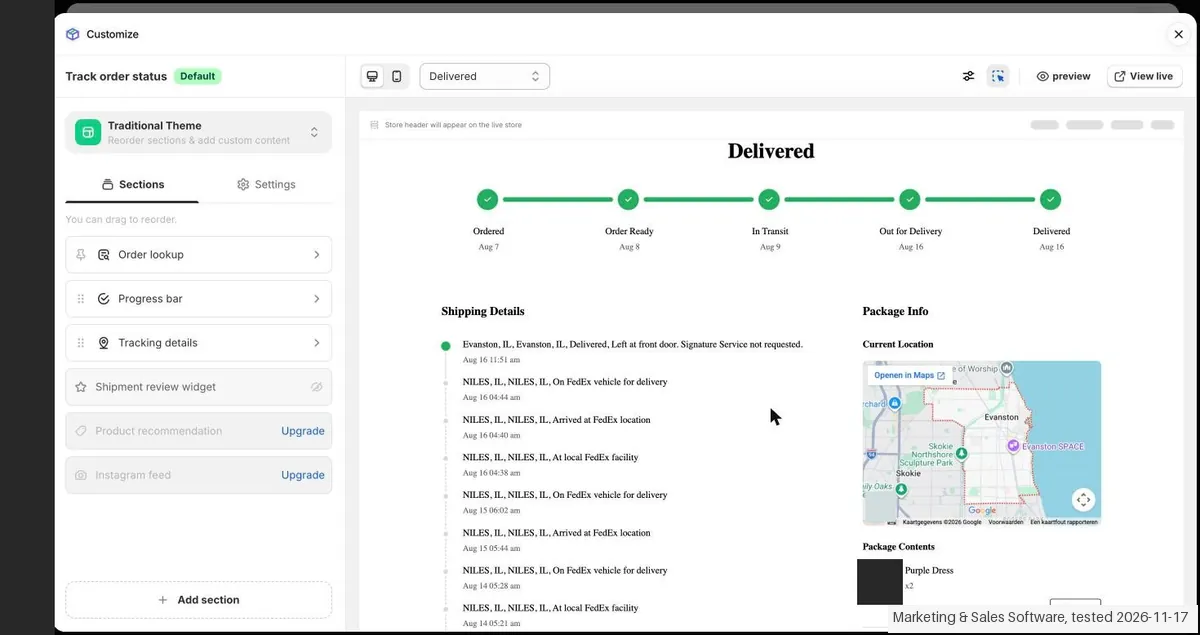 Customize
Track order status Default
Delivered
preview
View live
Traditional Theme
Reorder sections & add custom content
Sections
Settings
You can drag to reorder.
Order lookup
Progress bar
Tracking details
Shipment review widget
Product recommendation Upgrade
Instagram feed Upgrade
Add section
Store header will appear on the live store
Delivered
Ordered
Aug 7
Order Ready
Aug 8
In Transit
Aug 9
Out for Delivery
Aug 16
Delivered
Aug 16
Shipping Details
Evanston, IL, Evanston, IL, Delivered, Left at front door. Signature Service not requested.
Aug 16 11:51 am
NILES, IL, NILES, IL, On FedEx vehicle for delivery
Aug 16 04:44 am
NILES, IL, NILES, IL, Arrived at FedEx location
Aug 16 04:40 am
NILES, IL, NILES, IL, At local FedEx facility
Aug 16 04:38 am
NILES, IL, NILES, IL, On FedEx vehicle for delivery
Aug 15 06:02 am
NILES, IL, NILES, IL, Arrived at FedEx location
Aug 15 05:44 am
NILES, IL, NILES, IL, On FedEx vehicle for delivery
Aug 14 05:28 am
NILES, IL, NILES, IL, At local FedEx facility
Aug 14 05:21 am
Package Info
Current Location
Openen in Maps
e of Worship
Evanston
Evanston SPACE
Skokie
Northshore
Sculpture Park
Skokie
ily Oaks
Google
Kaartgegevens ©2026 Google Voorwaarden Een kaartfout rapporteren
Package Contents
Purple Dress
x2
Marketing & Sales Software, tested 2026-11-17